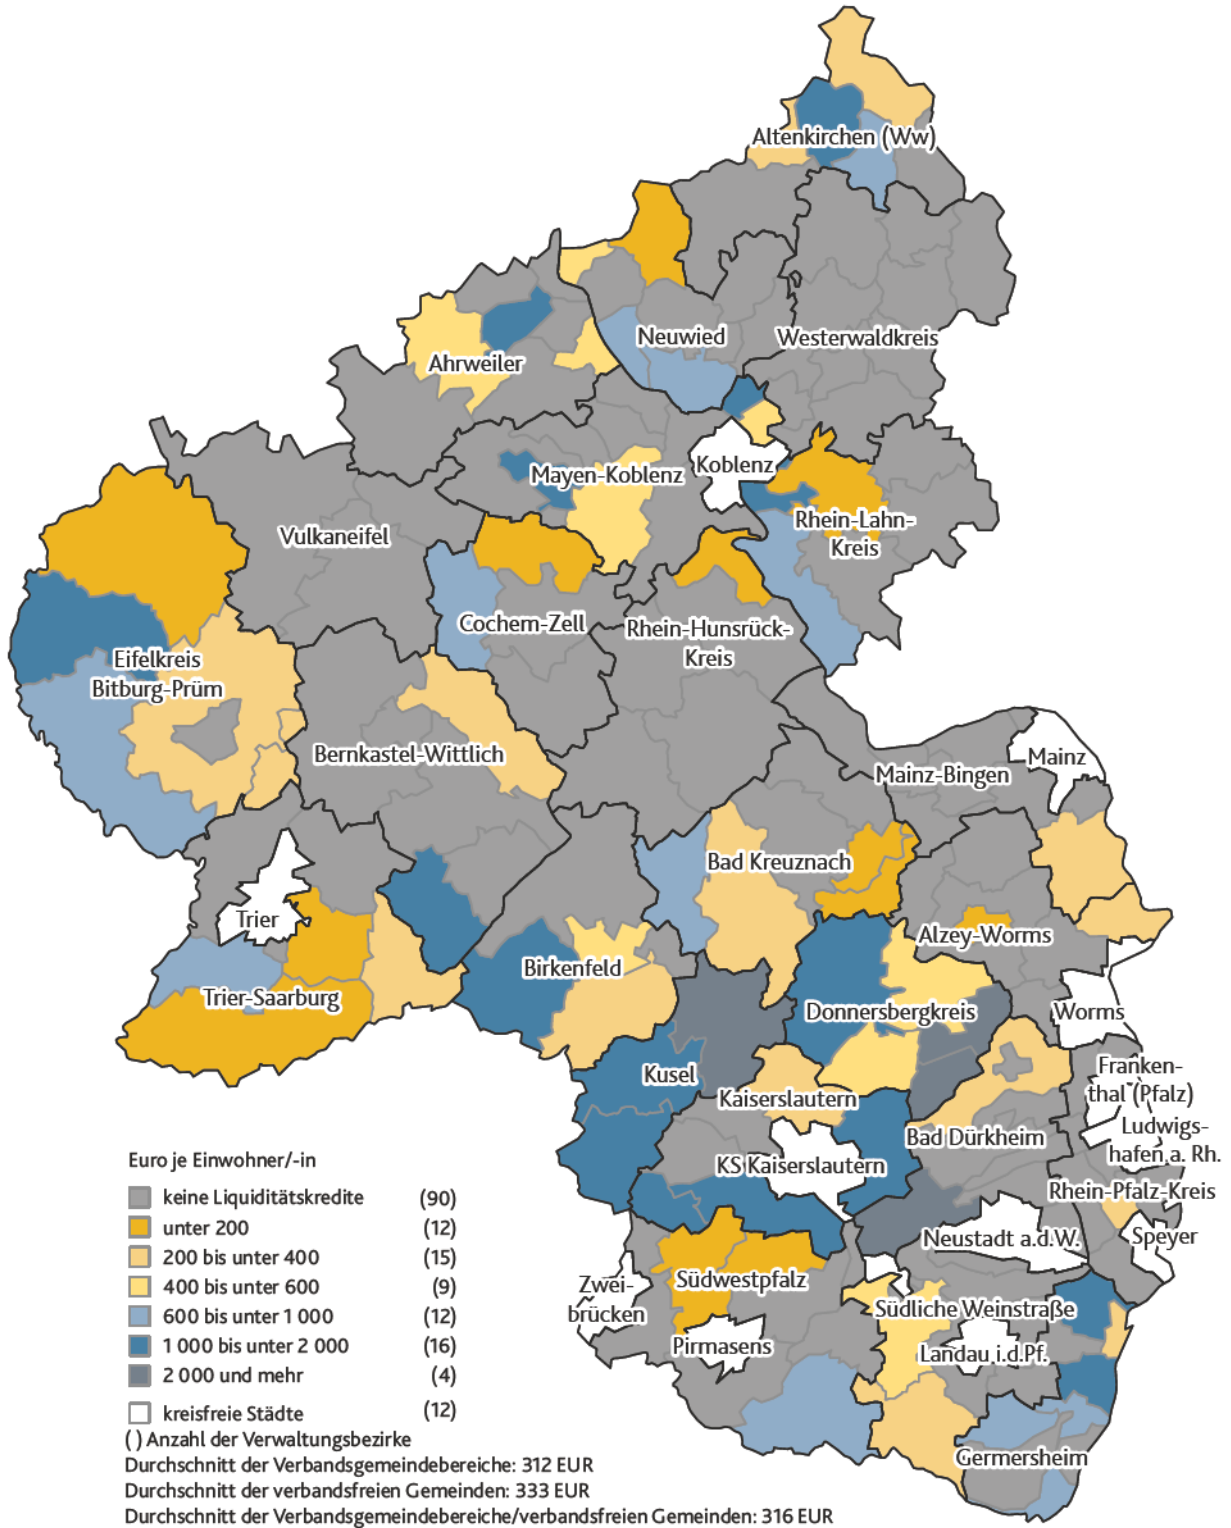 Altenkirchen (Ww)
Neuwied
Westerwaldkreis
Ahrweiler
Koblenz
Mayen-Koblenz
Rhein-Lahn-
Kreis
Vulkaneifel
Cochem-Zell
Rhein-Hunsrück-
Kreis
Eifelkreis
Bitburg-Prüm
Bernkastel-Wittlich
Mainz
Mainz-Bingen
Bad Kreuznach
Trier
Alzey-Worms
Birkenfeld
Trier-Saarburg
Donnersbergkreis
Worms
Kusel
Kaiserslautern
Franken-
thal (Pfalz)
Ludwigs-
hafen a. Rh.
Bad Dürkheim
KS Kaiserslautern
Rhein-Pfalz-Kreis
Neustadt a.d.W.
Speyer
Südwestpfalz
Zwei-
brücken
Südliche Weinstraße
Pirmasens
Landau i.d.Pf.
Germersheim
Euro je Einwohner/-in
keine Liquiditätskredite (90)
unter 200 (12)
200 bis unter 400 (15)
400 bis unter 600 (9)
600 bis unter 1 000 (12)
1 000 bis unter 2 000 (16)
2 000 und mehr (4)
kreisfreie Städte (12)
( ) Anzahl der Verwaltungsbezirke
Durchschnitt der Verbandsgemeindebereiche: 312 EUR
Durchschnitt der verbandsfreien Gemeinden: 333 EUR
Durchschnitt der Verbandsgemeindebereiche/verbandsfreien Gemeinden: 316 EUR